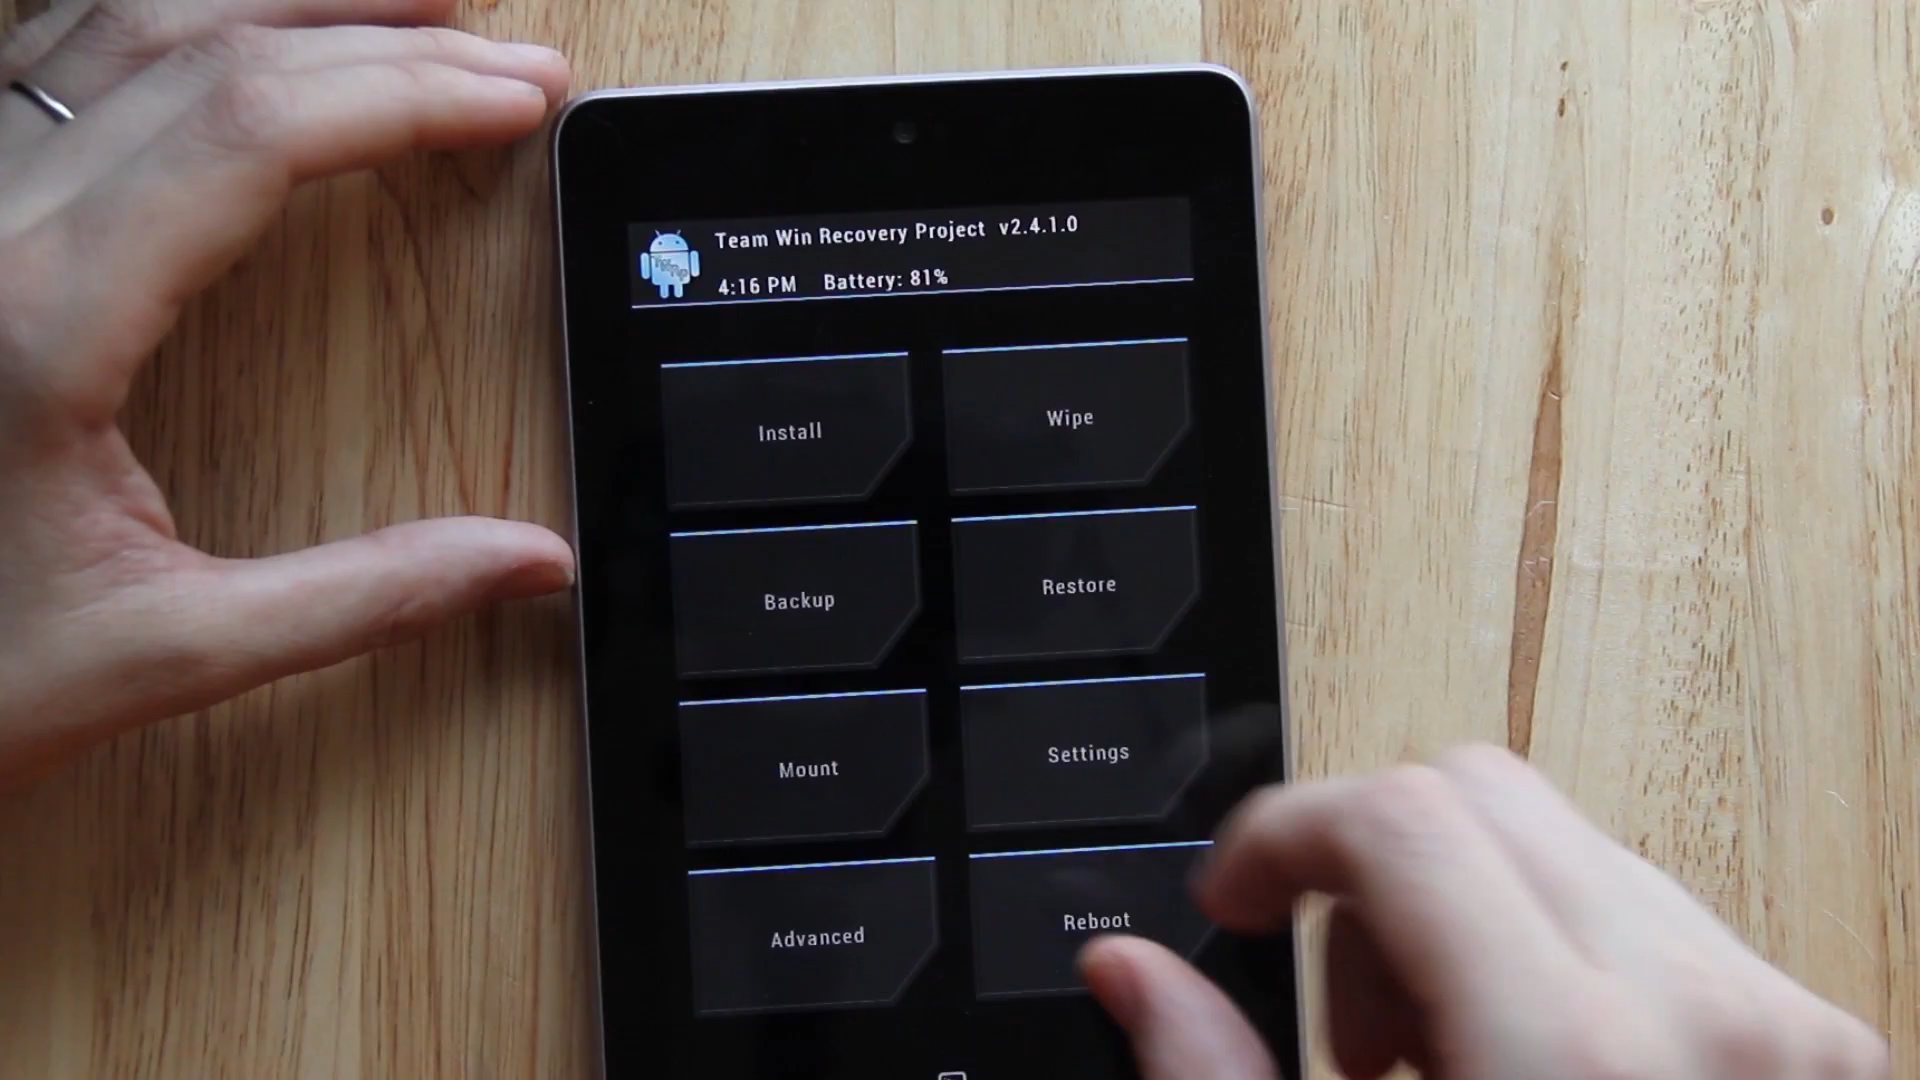 Team Win Recovery Project v2.4.1.0
4:16 PM Battery: 81%
Install
Wipe
Backup
Restore
Mount
Settings
Advanced
Reboot